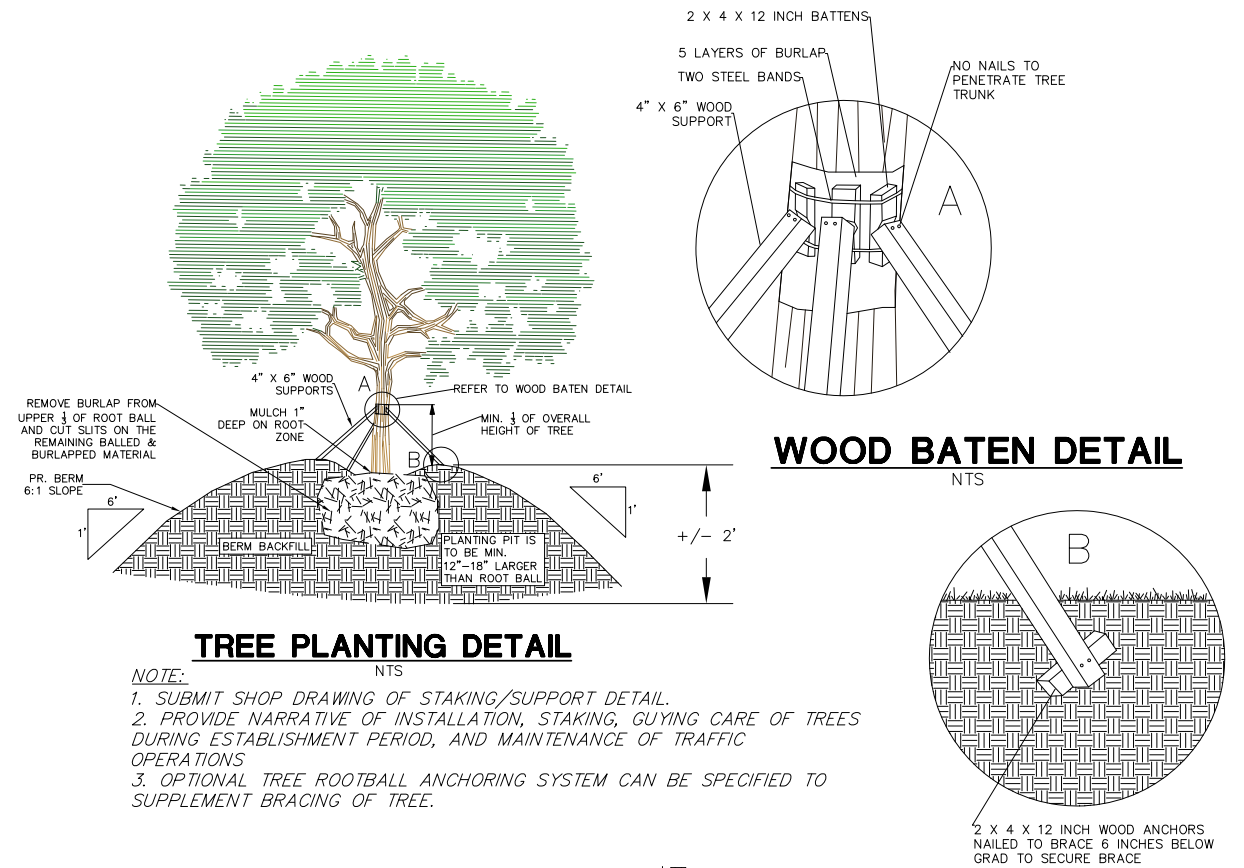 2 X 4 X 12 INCH BATTENS
5 LAYERS OF BURLAP
TWO STEEL BANDS
4" X 6" WOOD
SUPPORT
NO NAILS TO
PENETRATE TREE
TRUNK
A
WOOD BATEN DETAIL
NTS
4" X 6" WOOD
SUPPORTS
A
REFER TO WOOD BATEN DETAIL
REMOVE BURLAP FROM
UPPER 1/3 OF ROOT BALL
AND CUT SLITS ON THE
REMAINING BALLED &
BURLAPPED MATERIAL
MULCH 1"
DEEP ON ROOT
ZONE
MIN. 1/3 OF OVERALL
HEIGHT OF TREE
B
PR. BERM
6:1 SLOPE
6'
1'
6'
1'
+/- 2'
BERM BACKFILL
PLANTING PIT IS
TO BE MIN.
12"-18" LARGER
THAN ROOT BALL
TREE PLANTING DETAIL
NTS
NOTE:
1. SUBMIT SHOP DRAWING OF STAKING/SUPPORT DETAIL.
2. PROVIDE NARRATIVE OF INSTALLATION, STAKING, GUYING CARE OF TREES
DURING ESTABLISHMENT PERIOD, AND MAINTENANCE OF TRAFFIC
OPERATIONS
3. OPTIONAL TREE ROOTBALL ANCHORING SYSTEM CAN BE SPECIFIED TO
SUPPLEMENT BRACING OF TREE.
B
2 X 4 X 12 INCH WOOD ANCHORS
NAILED TO BRACE 6 INCHES BELOW
GRAD TO SECURE BRACE